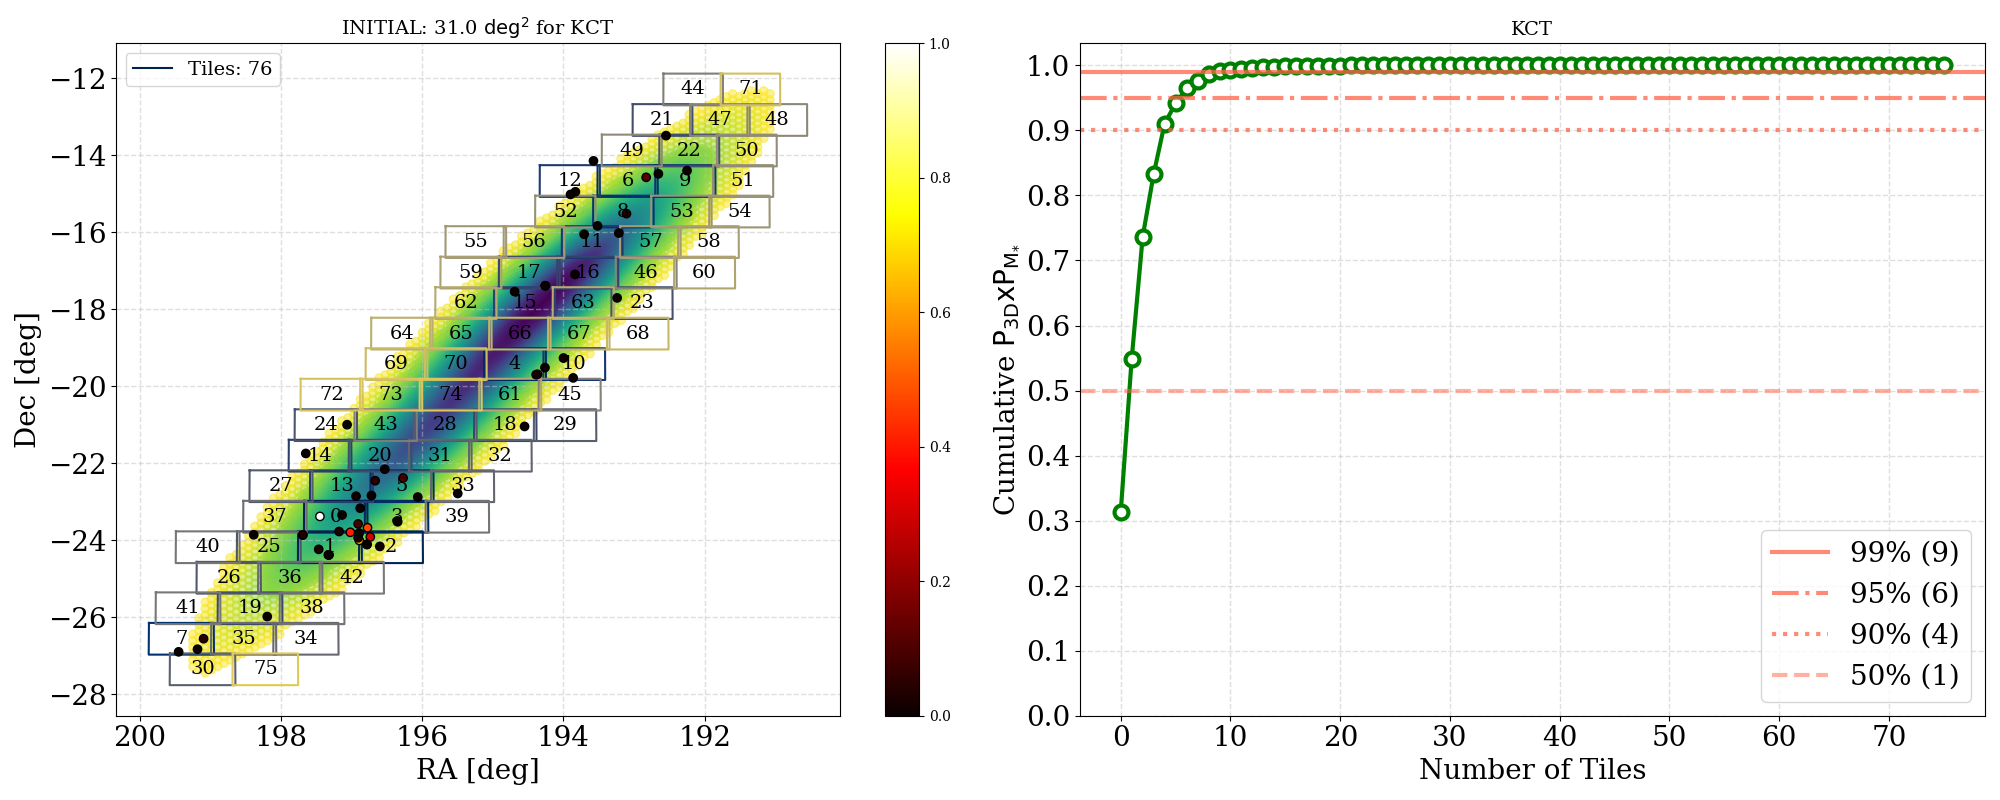 INITIAL: 31.0 deg² for KCT
Tiles: 76
−12
−14
−16
−18
−20
−22
−24
−26
−28
Dec [deg]
44 71
21 47 48
49 22 50
12 6 9 51
52 8 53 54
55 56 11 57 58
59 17 16 46 60
62 15 63 23
64 65 66 67 68
69 70 4 10
72 73 74 61 45
24 43 28 18 29
14 20 31 32
27 13 5 33
37 0 3 39
40 25 1 2
26 36 42
41 19 38
7 35 34
30 75
200 198 196 194 192
RA [deg]
1.0
0.8
0.6
0.4
0.2
0.0
KCT
1.0
0.9
0.8
0.7
0.6
0.5
0.4
0.3
0.2
0.1
0.0
Cumulative P₃DxP_M*
99% (9)
95% (6)
90% (4)
50% (1)
0 10 20 30 40 50 60 70
Number of Tiles